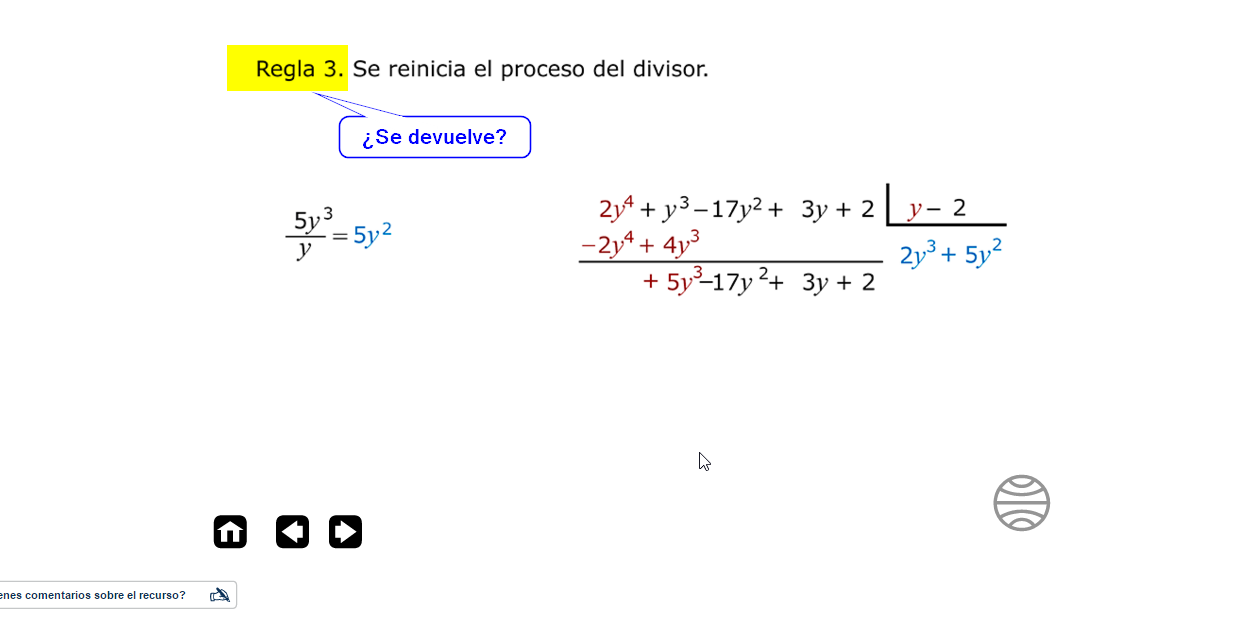 Regla 3. Se reinicia el proceso del divisor.
¿Se devuelve?
5y³/y = 5y²
2y⁴ + y³ – 17y² + 3y + 2 | y – 2
–2y⁴ + 4y³
2y³ + 5y²
+ 5y³ –17y² + 3y + 2
enes comentarios sobre el recurso?